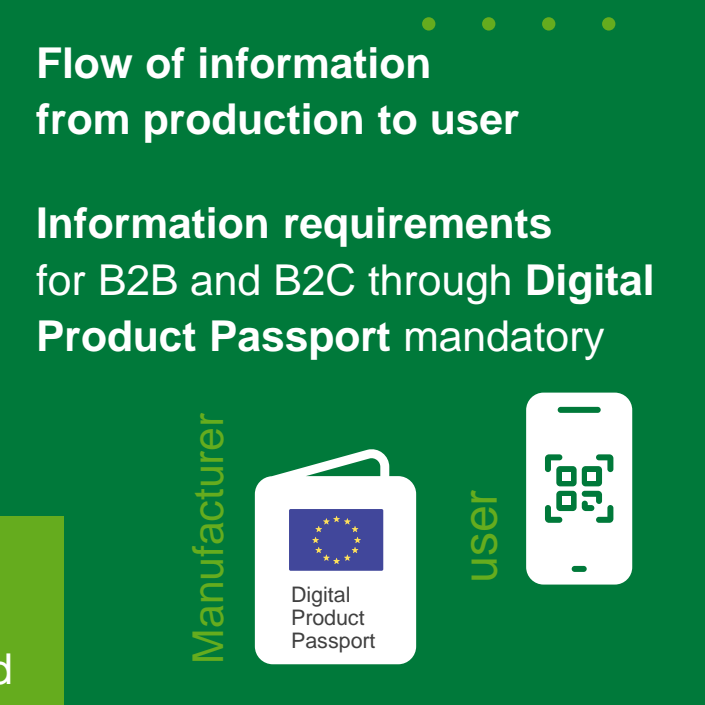 Flow of information
from production to user
Information requirements
for B2B and B2C through Digital
Product Passport mandatory
Manufacturer
Digital
Product
Passport
user